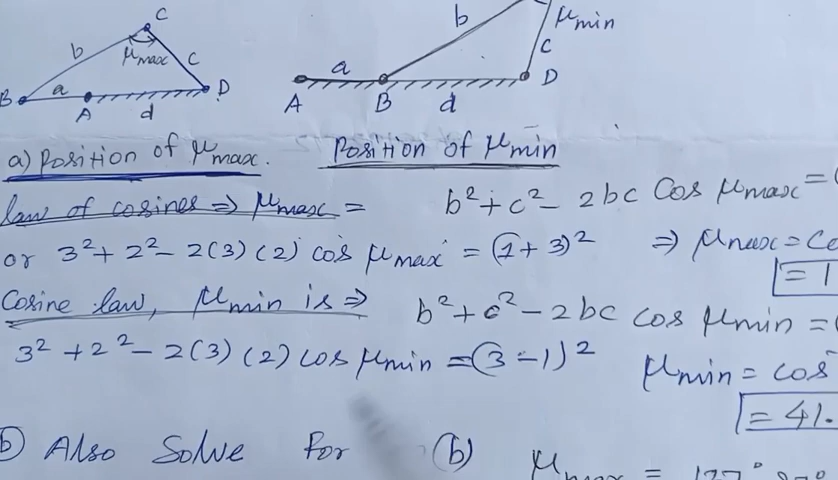 C
b
μmax
c
B
a
A
d
D
b
μmin
c
a
A
B
d
D
a) Position of μmax.
Position of μmin
law of cosines ⇒ μmax = b² + c² - 2bc Cos μmax =
or 3² + 2² - 2(3)(2) cos μmax = (1+3)² ⇒ μmax =
= 1
Cosine law, μmin is ⇒ b² + c² - 2bc cos μmin =
3² + 2² - 2(3)(2) cos μmin = (3-1)² μmin = cos
= 41.
b) Also Solve for (b)
μmax = 127°